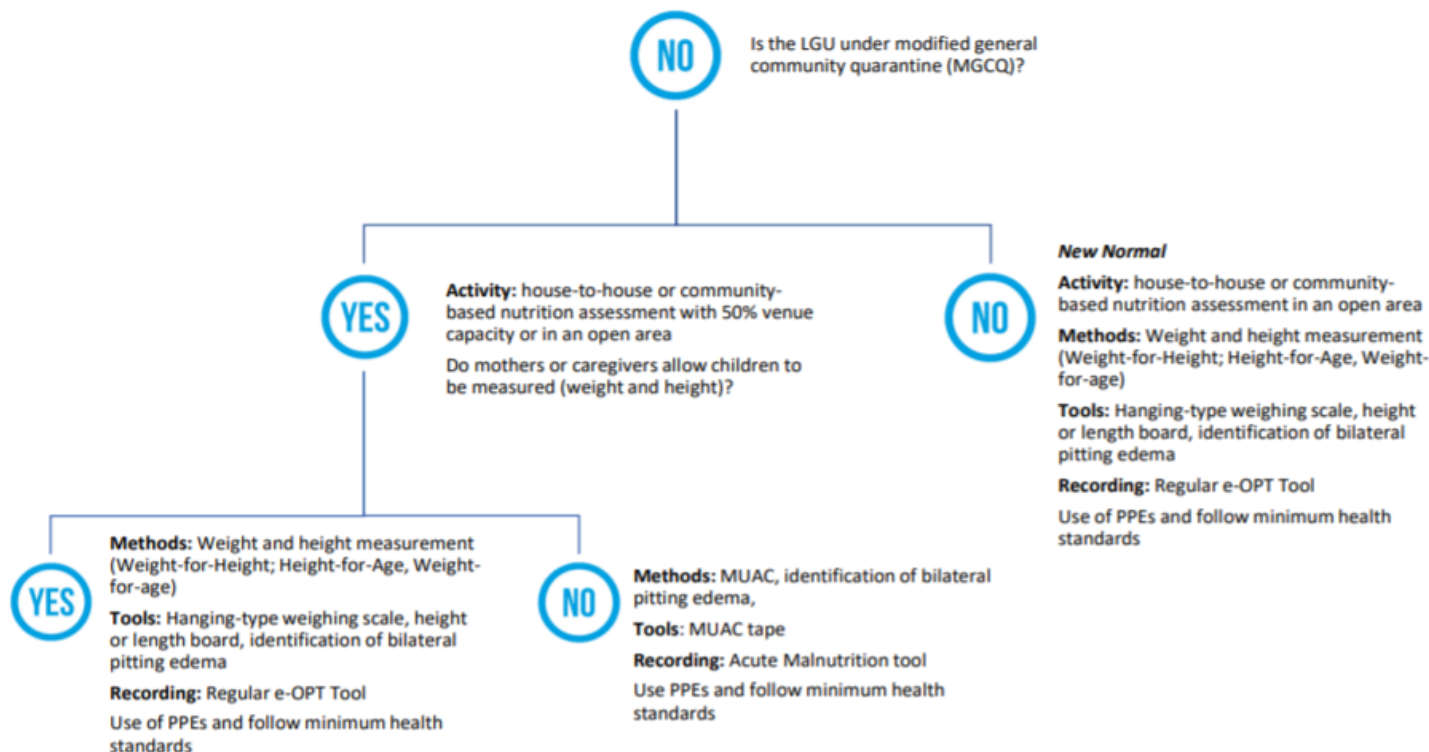 NO
Is the LGU under modified general
community quarantine (MGCQ)?
YES
Activity: house-to-house or community-
based nutrition assessment with 50% venue
capacity or in an open area
Do mothers or caregivers allow children to
be measured (weight and height)?
NO
New Normal
Activity: house-to-house or community-
based nutrition assessment in an open area
Methods: Weight and height measurement
(Weight-for-Height; Height-for-Age, Weight-
for-age)
Tools: Hanging-type weighing scale, height
or length board, identification of bilateral
pitting edema
Recording: Regular e-OPT Tool
Use of PPEs and follow minimum health
standards
YES
Methods: Weight and height measurement
(Weight-for-Height; Height-for-Age, Weight-
for-age)
Tools: Hanging-type weighing scale, height
or length board, identification of bilateral
pitting edema
Recording: Regular e-OPT Tool
Use of PPEs and follow minimum health
standards
NO
Methods: MUAC, identification of bilateral
pitting edema,
Tools: MUAC tape
Recording: Acute Malnutrition tool
Use PPEs and follow minimum health
standards